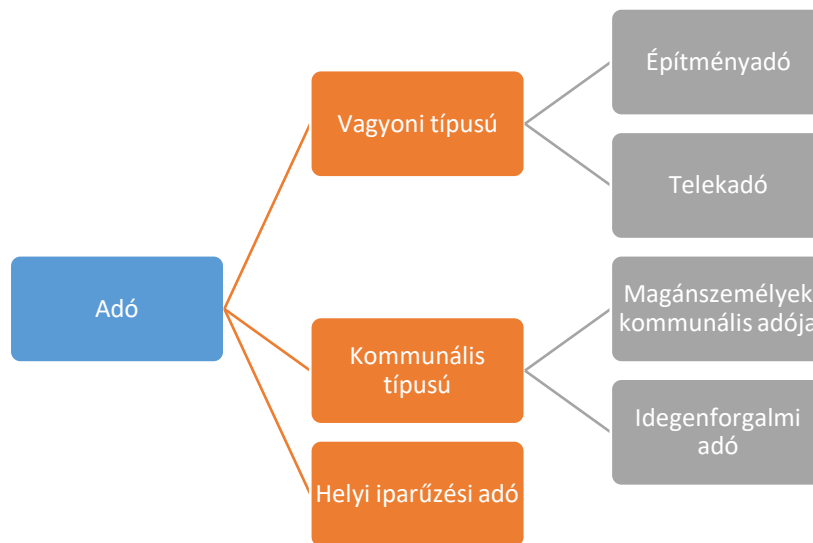 Adó
Vagyoni típusú
Építményadó
Telekadó
Kommunális
típusú
Magánszemélyek
kommunális adója
Idegenforgalmi
adó
Helyi iparűzési adó